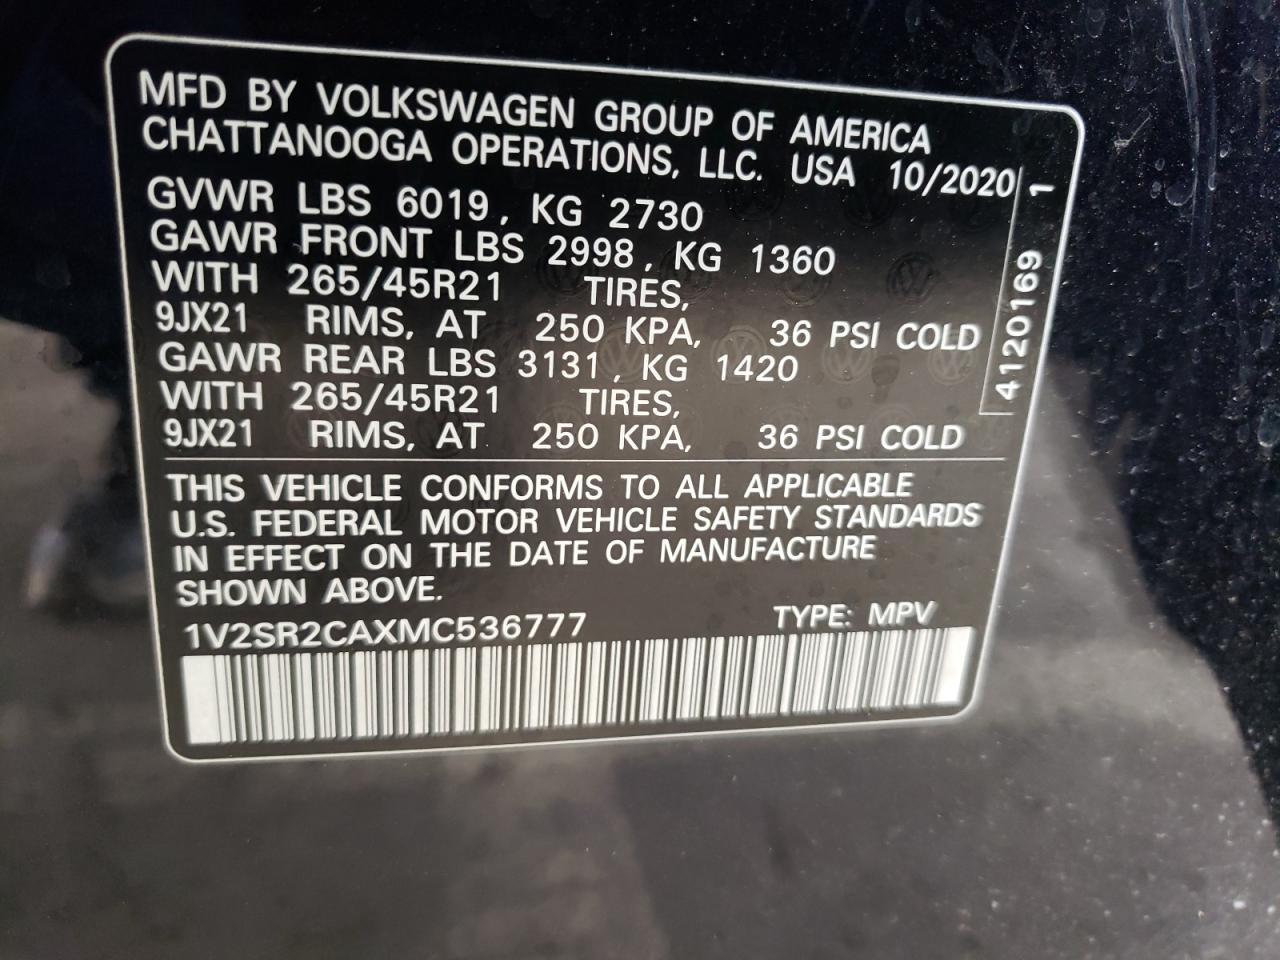 MFD BY VOLKSWAGEN GROUP OF AMERICA
CHATTANOOGA OPERATIONS, LLC. USA 10/2020
GVWR LBS 6019, KG 2730
GAWR FRONT LBS 2998, KG 1360
WITH 265/45R21 TIRES,
9JX21 RIMS, AT 250 KPA, 36 PSI COLD
GAWR REAR LBS 3131, KG 1420
WITH 265/45R21 TIRES,
9JX21 RIMS, AT 250 KPA, 36 PSI COLD
4120169 1
THIS VEHICLE CONFORMS TO ALL APPLICABLE
U.S. FEDERAL MOTOR VEHICLE SAFETY STANDARDS
IN EFFECT ON THE DATE OF MANUFACTURE
SHOWN ABOVE.
1V2SR2CAXMC536777 TYPE: MPV